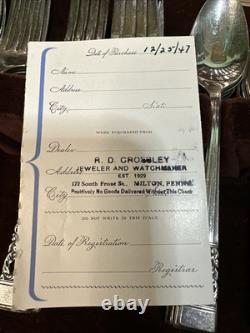 Date of Purchase 12/25/47
Name
Address
City State
WERE PURCHASED FROM
Dealer
R. D. CROSSLEY
Address JEWELER AND WATCHMAKER
EST 1909
177 South Front St., MILTON, PENNA.
City Positively No Goods Delivered Without This Check
DO NOT WRITE IN THIS SPACE
Date of Registration
Registrar